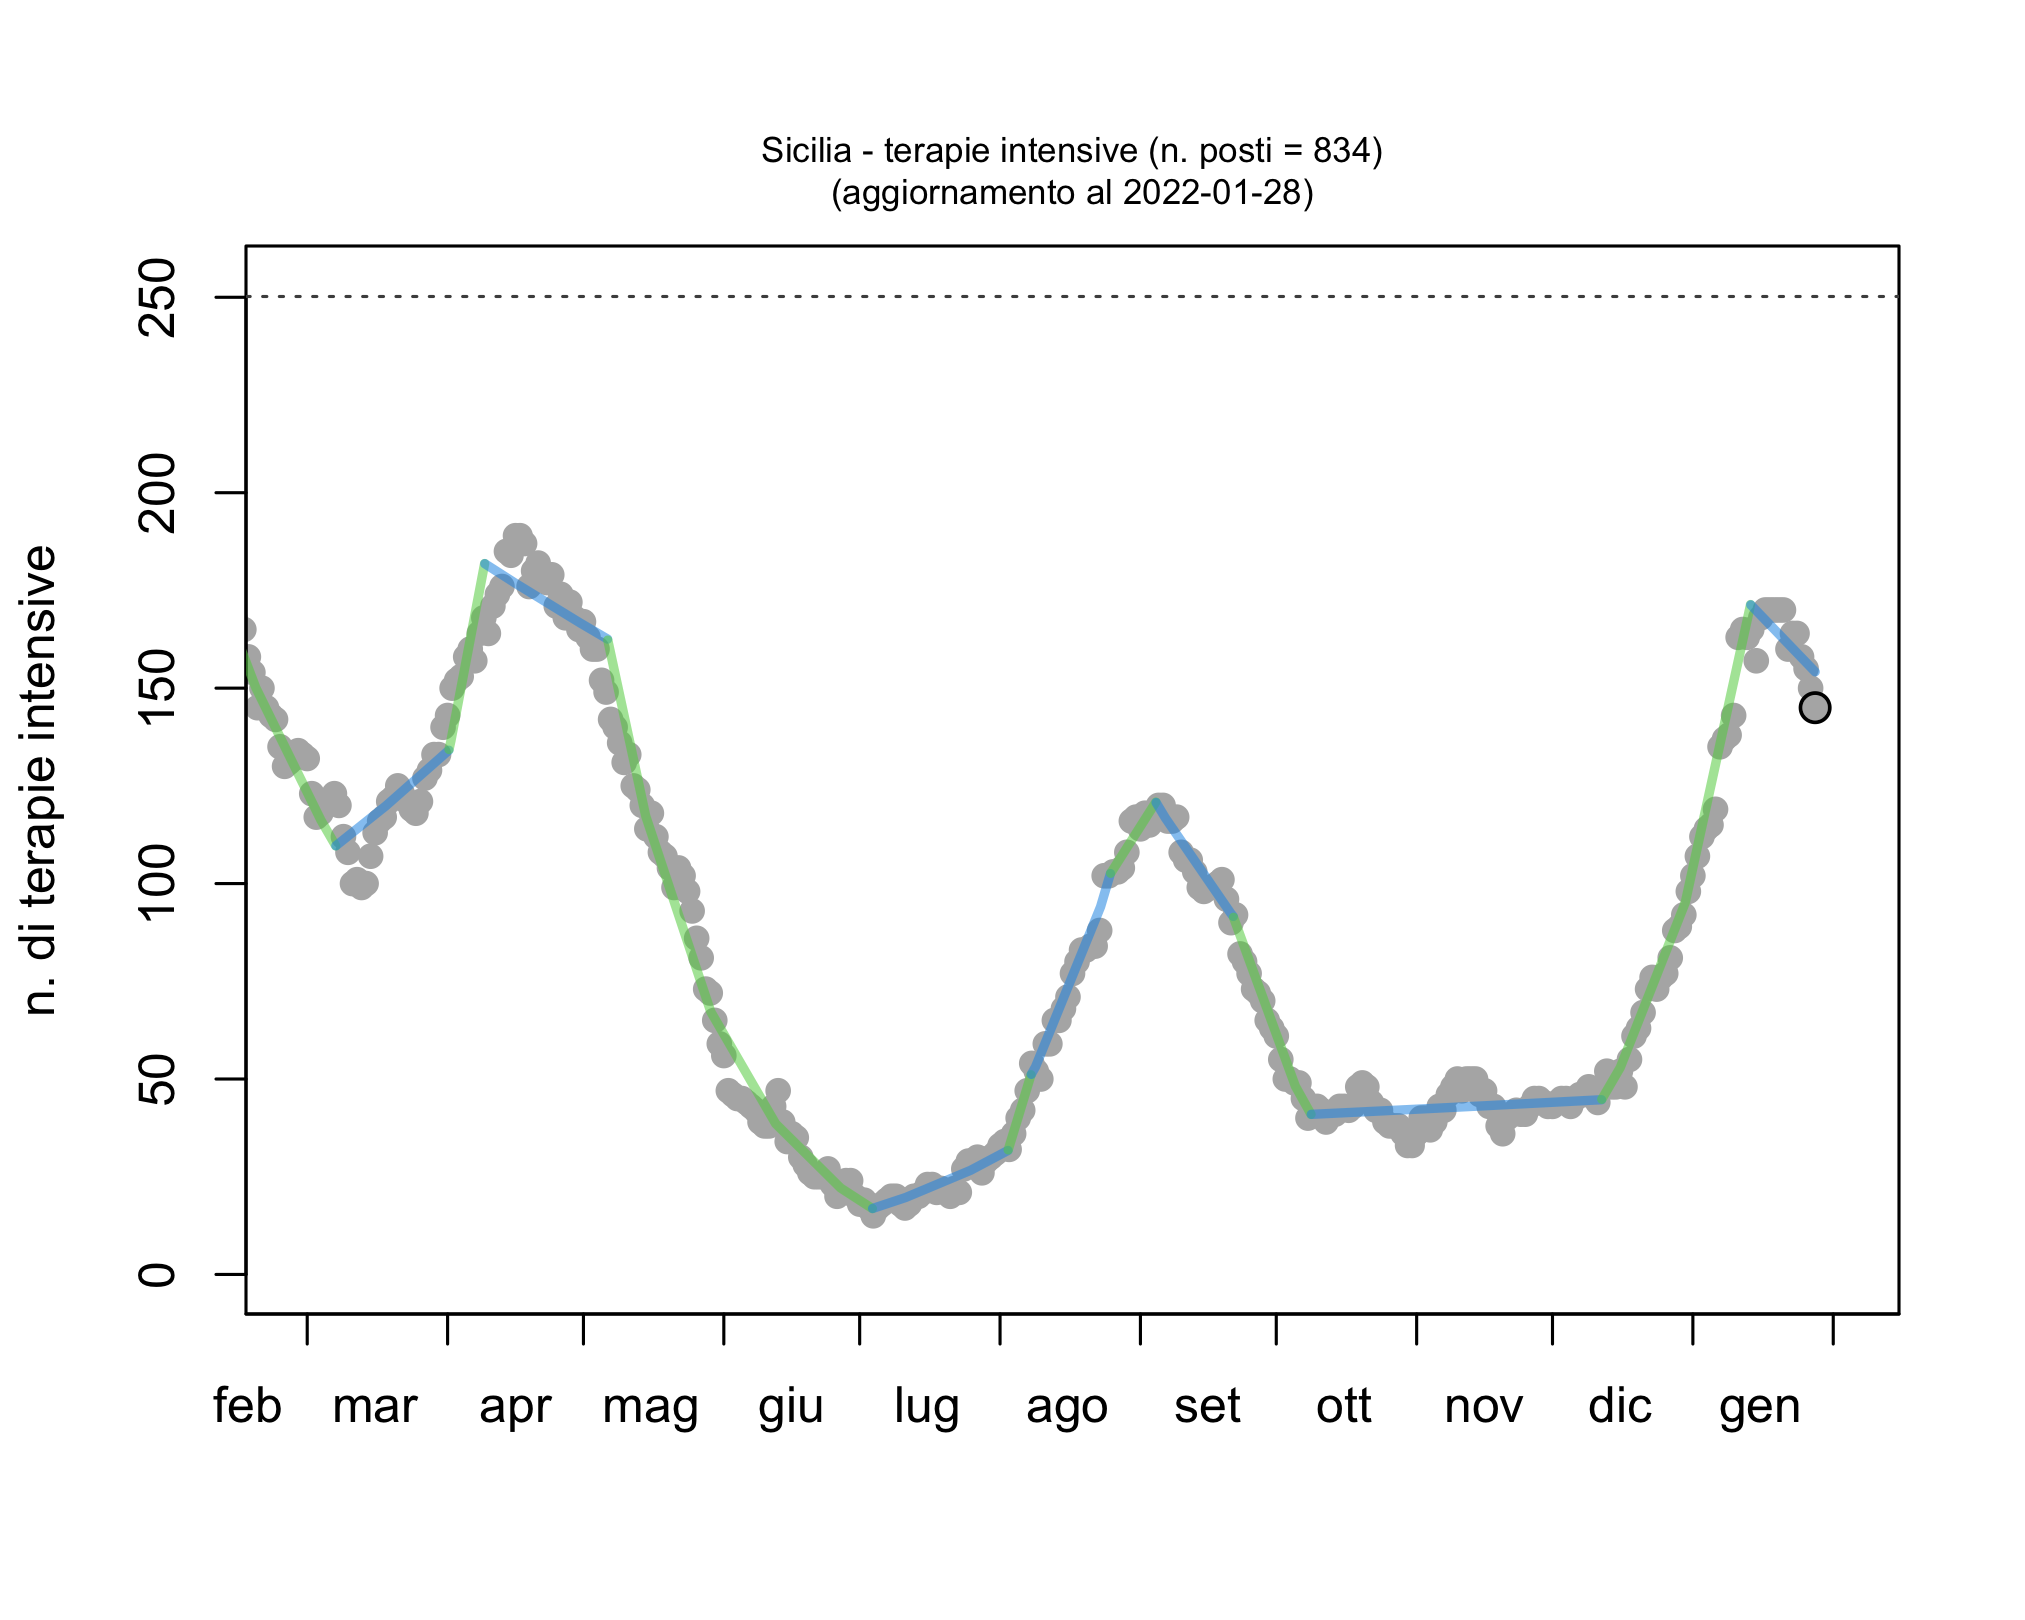 Sicilia - terapie intensive (n. posti = 834)
(aggiornamento al 2022-01-28)
n. di terapie intensive
250
200
150
100
50
0
feb mar apr mag giu lug ago set ott nov dic gen